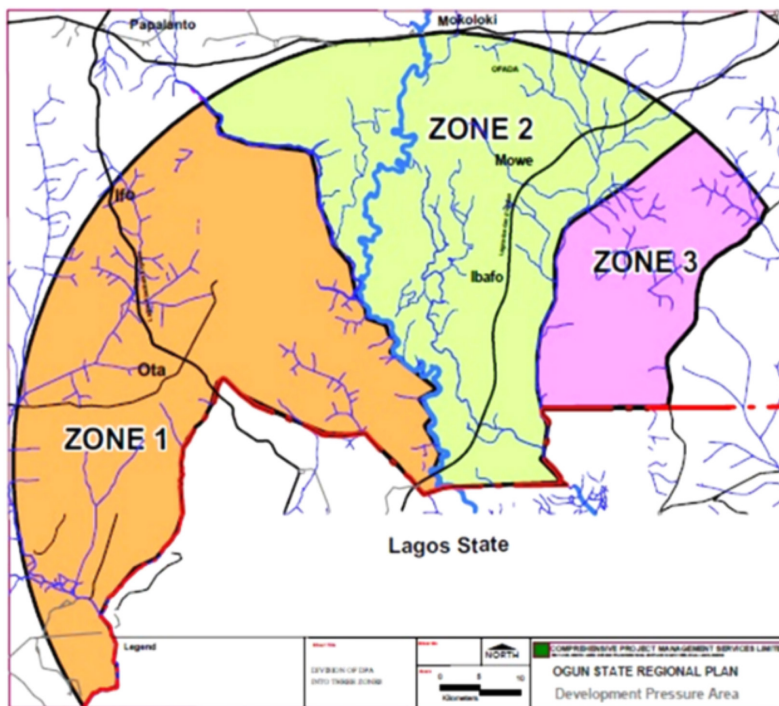 Papalanto
Mokoloki
OFADA
ZONE 2
Mowe
Ifo
ZONE 3
Ibafo
Ota
ZONE 1
Lagos State
Legend
DIVISION OF DPA
INTO THREE ZONES
NORTH
0 5 10
Kilometers
COMPREHENSIVE PROJECT MANAGEMENT SERVICES LIMITED
OGUN STATE REGIONAL PLAN
Development Pressure Area